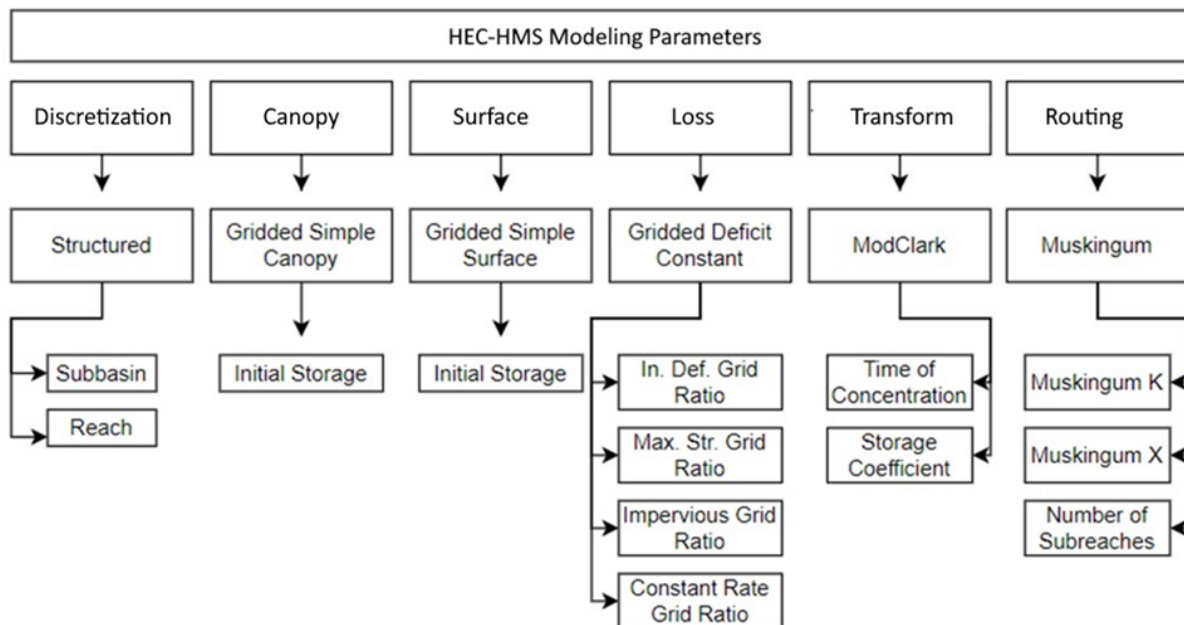 HEC-HMS Modeling Parameters
Discretization
Canopy
Surface
Loss
Transform
Routing
Structured
Gridded Simple
Canopy
Gridded Simple
Surface
Gridded Deficit
Constant
ModClark
Muskingum
Subbasin
Reach
Initial Storage
Initial Storage
In. Def. Grid
Ratio
Max. Str. Grid
Ratio
Impervious Grid
Ratio
Constant Rate
Grid Ratio
Time of
Concentration
Storage
Coefficient
Muskingum K
Muskingum X
Number of
Subreaches